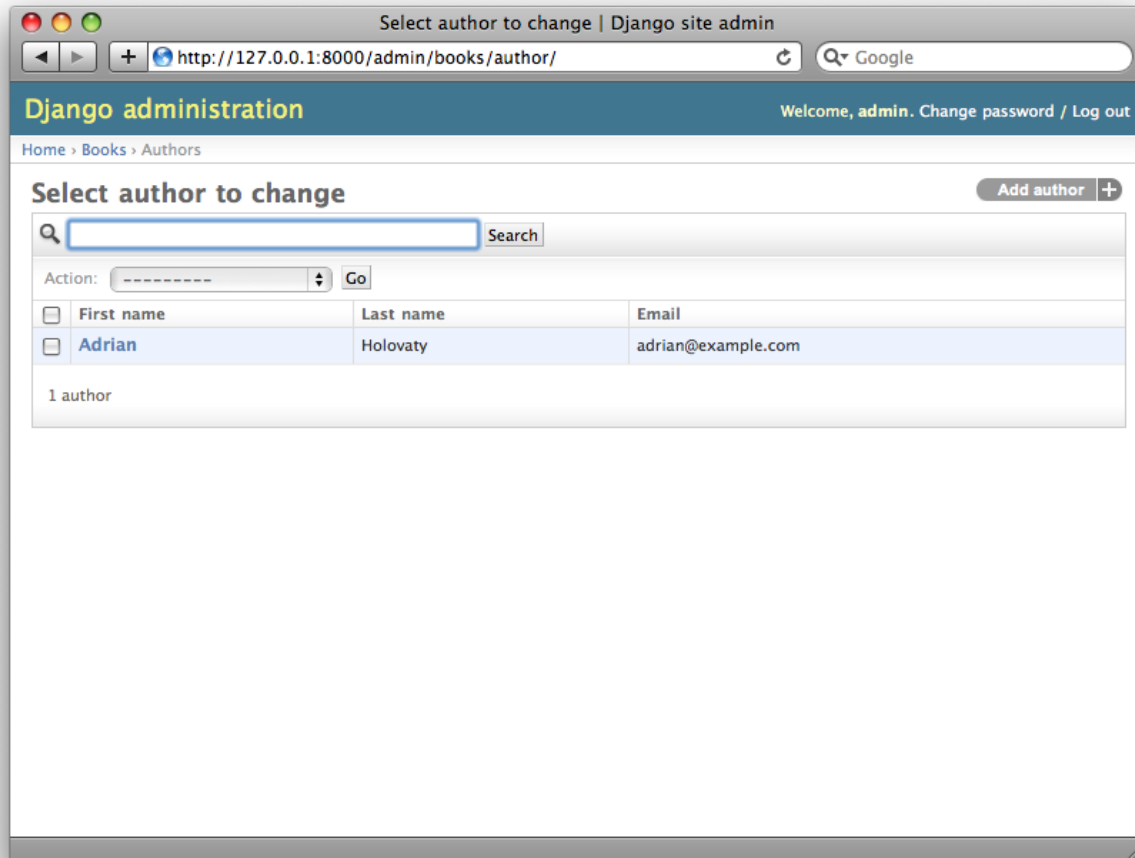 Select author to change | Django site admin
http://127.0.0.1:8000/admin/books/author/ Google
Django administration Welcome, admin. Change password / Log out
Home › Books › Authors
Select author to change Add author +
Search
Action: --------- Go
First name Last name Email
Adrian Holovaty adrian@example.com
1 author